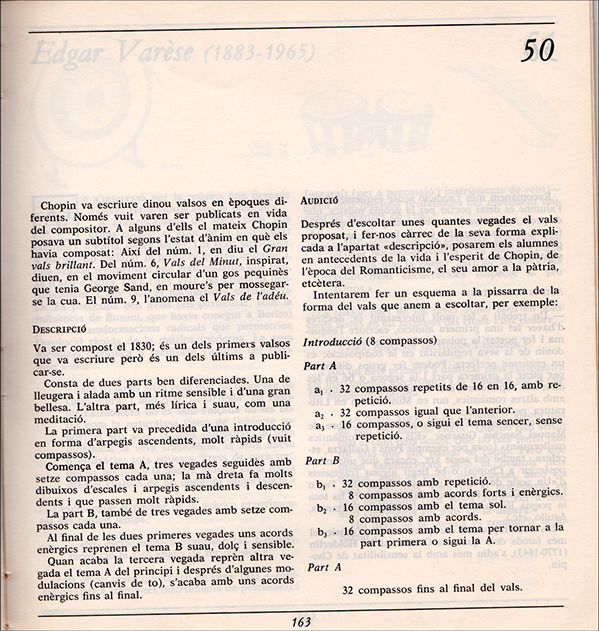 Edgar Varèse (1883-1965)
50
Chopin va escriure dinou valsos en èpoques di-
ferents. Només vuit varen ser publicats en vida
del compositor. A alguns d'ells el mateix Chopin
posava un subtítol segons l'estat d'ànim en què els
havia composat: Així del núm. 1, en diu el Gran
vals brillant. Del núm. 6, Vals del Minut, inspirat,
diuen, en el moviment circular d'un gos pequinès
que tenia George Sand, en moure's per mossegar-
se la cua. El núm. 9, l'anomena el Vals de l'adéu.
DESCRIPCIÓ
Va ser compost el 1830; és un dels primers valsos
que va escriure però és un dels últims a publi-
car-se.
Consta de dues parts ben diferenciades. Una de
lleugera i alada amb un ritme sensible i d'una gran
bellesa. L'altra part, més lírica i suau, com una
meditació.
La primera part va precedida d'una introducció
en forma d'arpegis ascendents, molt ràpids (vuit
compassos).
Comença el tema A, tres vegades seguidès amb
setze compassos cada una; la mà dreta fa molts
dibuixos d'escales i arpegis ascendents i descen-
dents i que passen molt ràpids.
La part B, també de tres vegades amb setze com-
passos cada una.
Al final de les dues primeres vegades uns acords
enèrgics reprenen el tema B suau, dolç i sensible.
Quan acaba la tercera vegada reprèn altra ve-
gada el tema A del principi i després d'algunes mo-
dulacions (canvis de to), s'acaba amb uns acords
enèrgics fins al final.
AUDICIÓ
Després d'escoltar unes quantes vegades el vals
proposat, i fer-nos càrrec de la seva forma expli-
cada a l'apartat «descripció», posarem els alumnes
en antecedents de la vida i l'esperit de Chopin, de
l'època del Romanticisme, el seu amor a la pàtria,
etcètera.
Intentarem fer un esquema a la pissarra de la
forma del vals que anem a escoltar, per exemple:
Introducció (8 compassos)
Part A
a₁ · 32 compassos repetits de 16 en 16, amb re-
petició.
a₂ · 32 compassos igual que l'anterior.
a₃ · 16 compassos, o sigui el tema sencer, sense
repetició.
Part B
b₁ · 32 compassos amb repetició.
8 compassos amb acords forts i enèrgics.
b₂ · 16 compassos amb el tema sol.
8 compassos amb acords.
b₃ · 16 compassos amb el tema per tornar a la
part primera o sigui la A.
Part A
32 compassos fins al final del vals.
163